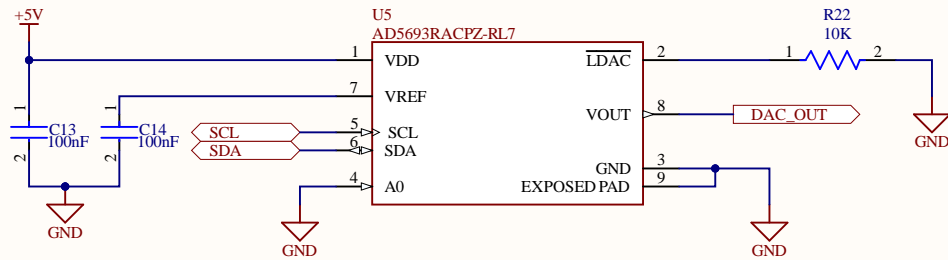 U5
+5V
AD5693RACPZ-RL7
R22
10K
1 VDD
LDAC 2
1 2
7 VREF
1 1
VOUT 8 DAC_OUT
C13 C14
100nF 100nF
SCL 5 SCL
SDA 6 SDA
2 2
GND
GND 3
4 A0
EXPOSED PAD 9
GND
GND
GND